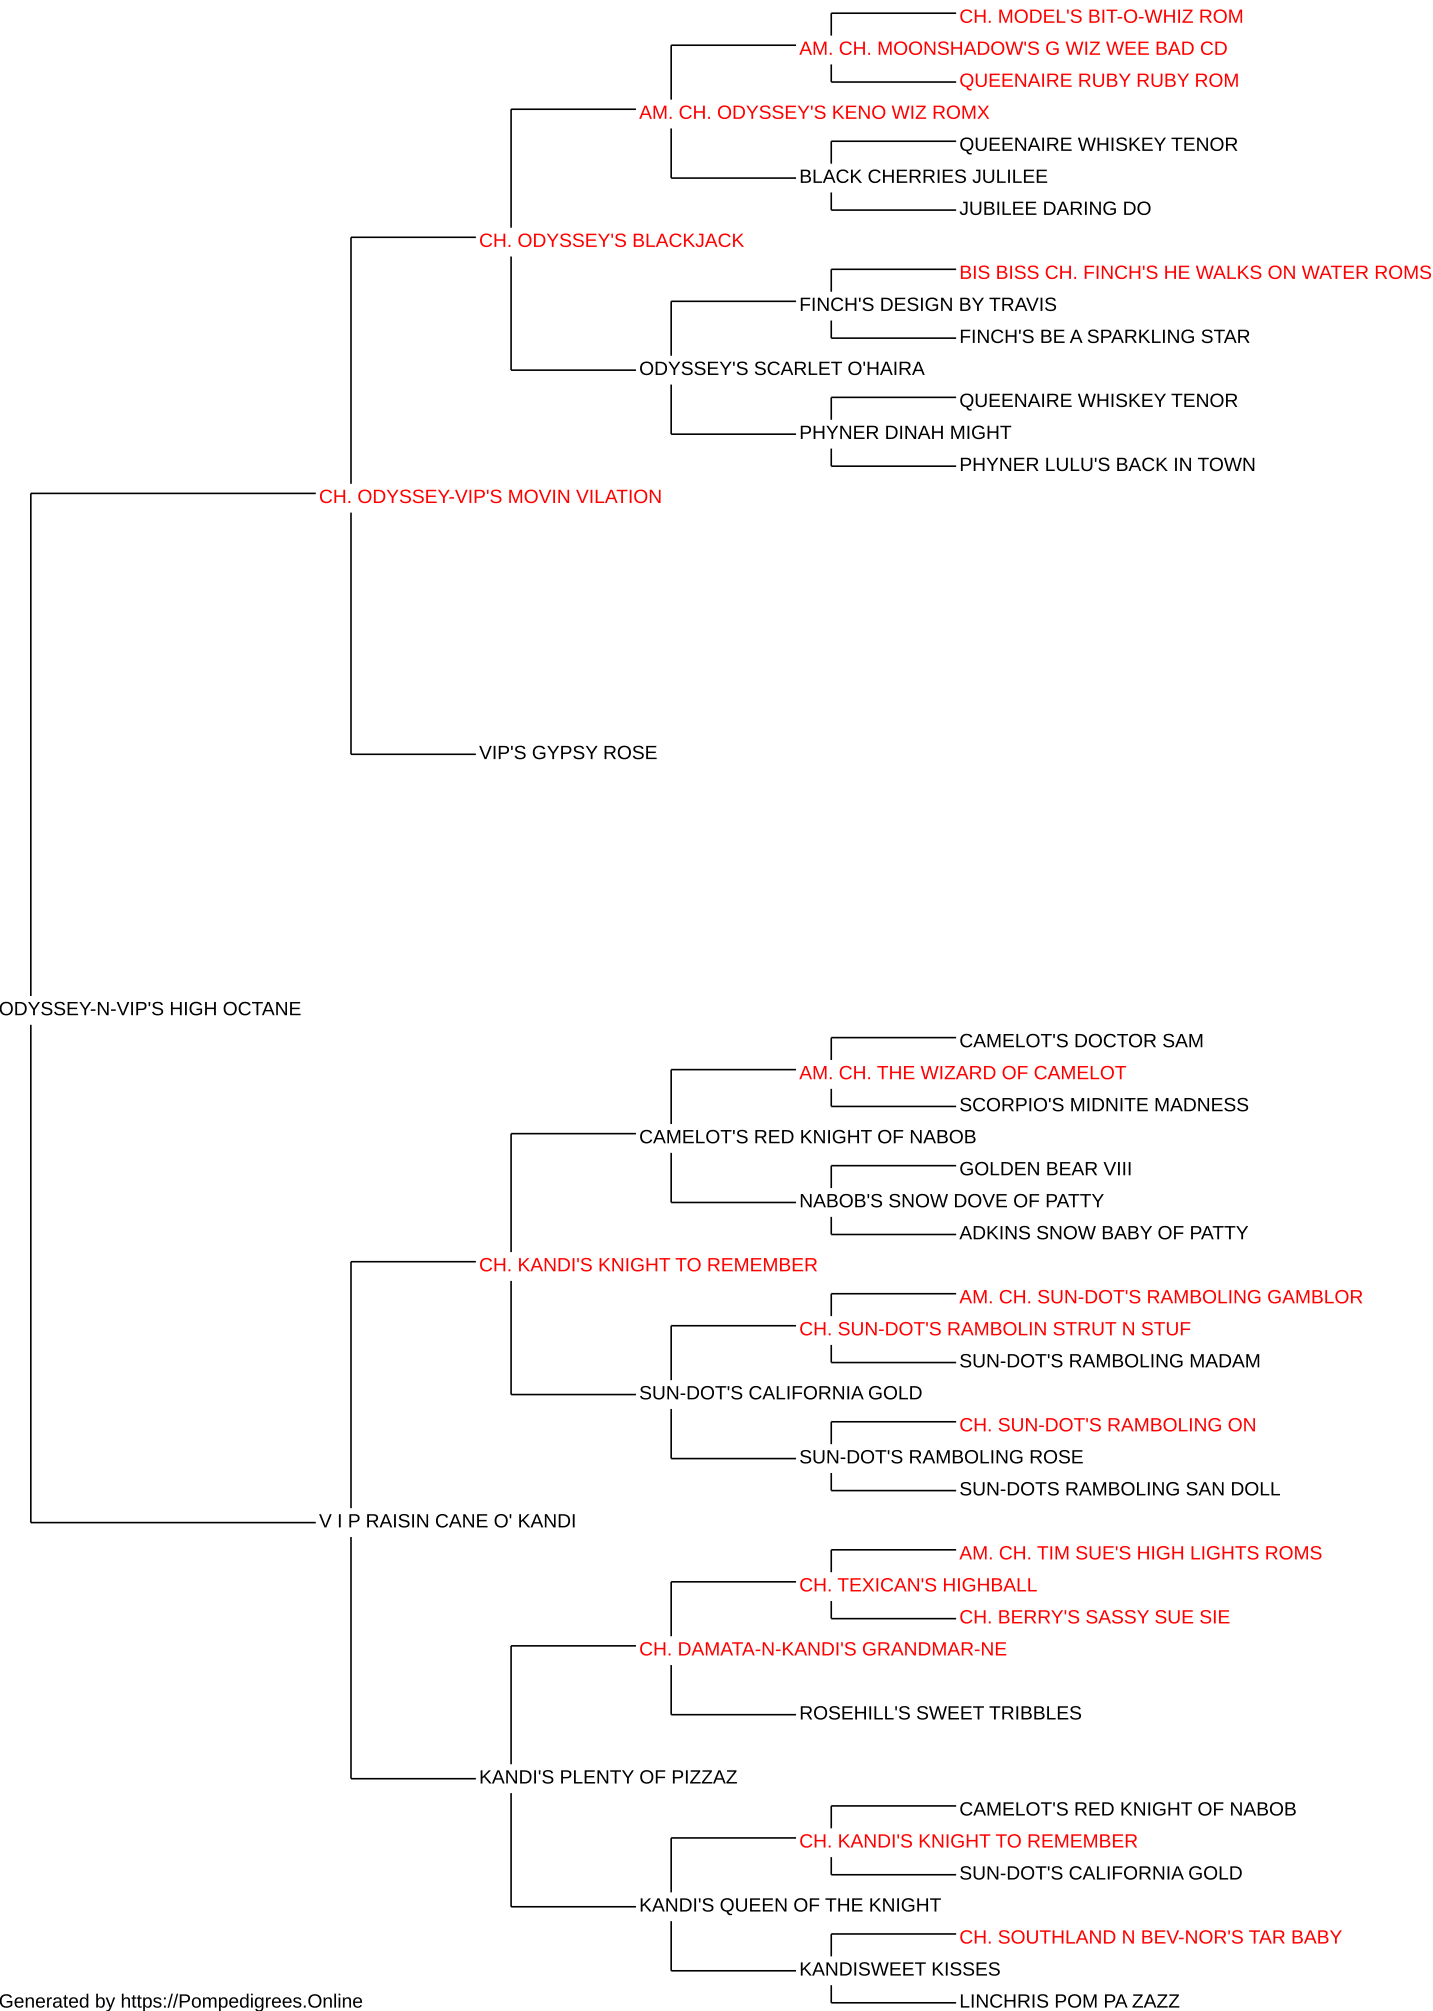 CH. MODEL'S BIT-O-WHIZ ROM
AM. CH. MOONSHADOW'S G WIZ WEE BAD CD
QUEENAIRE RUBY RUBY ROM
AM. CH. ODYSSEY'S KENO WIZ ROMX
QUEENAIRE WHISKEY TENOR
BLACK CHERRIES JULILEE
JUBILEE DARING DO
CH. ODYSSEY'S BLACKJACK
BIS BISS CH. FINCH'S HE WALKS ON WATER ROMS
FINCH'S DESIGN BY TRAVIS
FINCH'S BE A SPARKLING STAR
ODYSSEY'S SCARLET O'HAIRA
QUEENAIRE WHISKEY TENOR
PHYNER DINAH MIGHT
PHYNER LULU'S BACK IN TOWN
CH. ODYSSEY-VIP'S MOVIN VILATION
VIP'S GYPSY ROSE
ODYSSEY-N-VIP'S HIGH OCTANE
CAMELOT'S DOCTOR SAM
AM. CH. THE WIZARD OF CAMELOT
SCORPIO'S MIDNITE MADNESS
CAMELOT'S RED KNIGHT OF NABOB
GOLDEN BEAR VIII
NABOB'S SNOW DOVE OF PATTY
ADKINS SNOW BABY OF PATTY
CH. KANDI'S KNIGHT TO REMEMBER
AM. CH. SUN-DOT'S RAMBOLING GAMBLOR
CH. SUN-DOT'S RAMBOLIN STRUT N STUF
SUN-DOT'S RAMBOLING MADAM
SUN-DOT'S CALIFORNIA GOLD
CH. SUN-DOT'S RAMBOLING ON
SUN-DOT'S RAMBOLING ROSE
SUN-DOTS RAMBOLING SAN DOLL
V I P RAISIN CANE O' KANDI
AM. CH. TIM SUE'S HIGH LIGHTS ROMS
CH. TEXICAN'S HIGHBALL
CH. BERRY'S SASSY SUE SIE
CH. DAMATA-N-KANDI'S GRANDMAR-NE
ROSEHILL'S SWEET TRIBBLES
KANDI'S PLENTY OF PIZZAZ
CAMELOT'S RED KNIGHT OF NABOB
CH. KANDI'S KNIGHT TO REMEMBER
SUN-DOT'S CALIFORNIA GOLD
KANDI'S QUEEN OF THE KNIGHT
CH. SOUTHLAND N BEV-NOR'S TAR BABY
KANDISWEET KISSES
LINCHRIS POM PA ZAZZ
Generated by https://Pompedigrees.Online